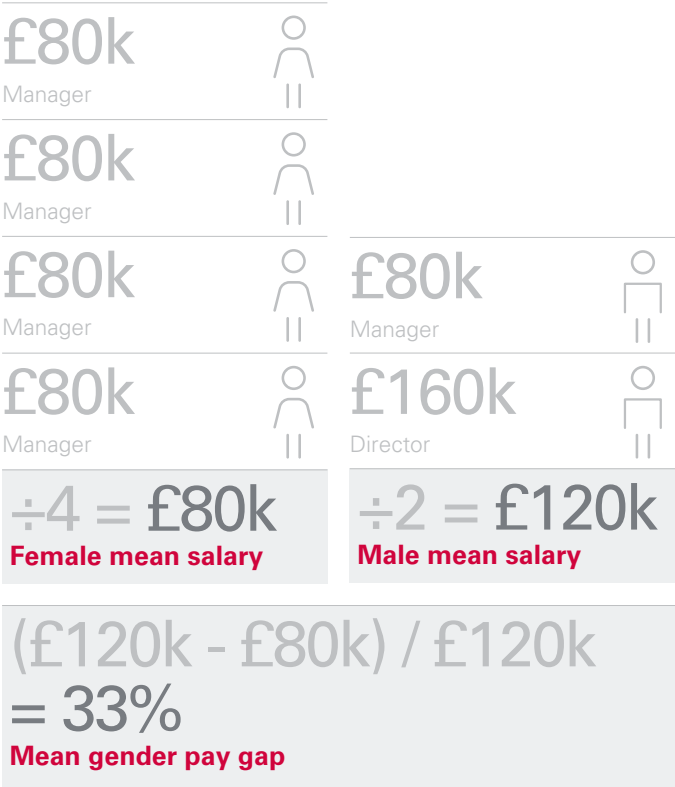 £80k
Manager
£80k
Manager
£80k
Manager
£80k
Manager
÷4 = £80k
Female mean salary
£80k
Manager
£160k
Director
÷2 = £120k
Male mean salary
(£120k - £80k) / £120k
= 33%
Mean gender pay gap